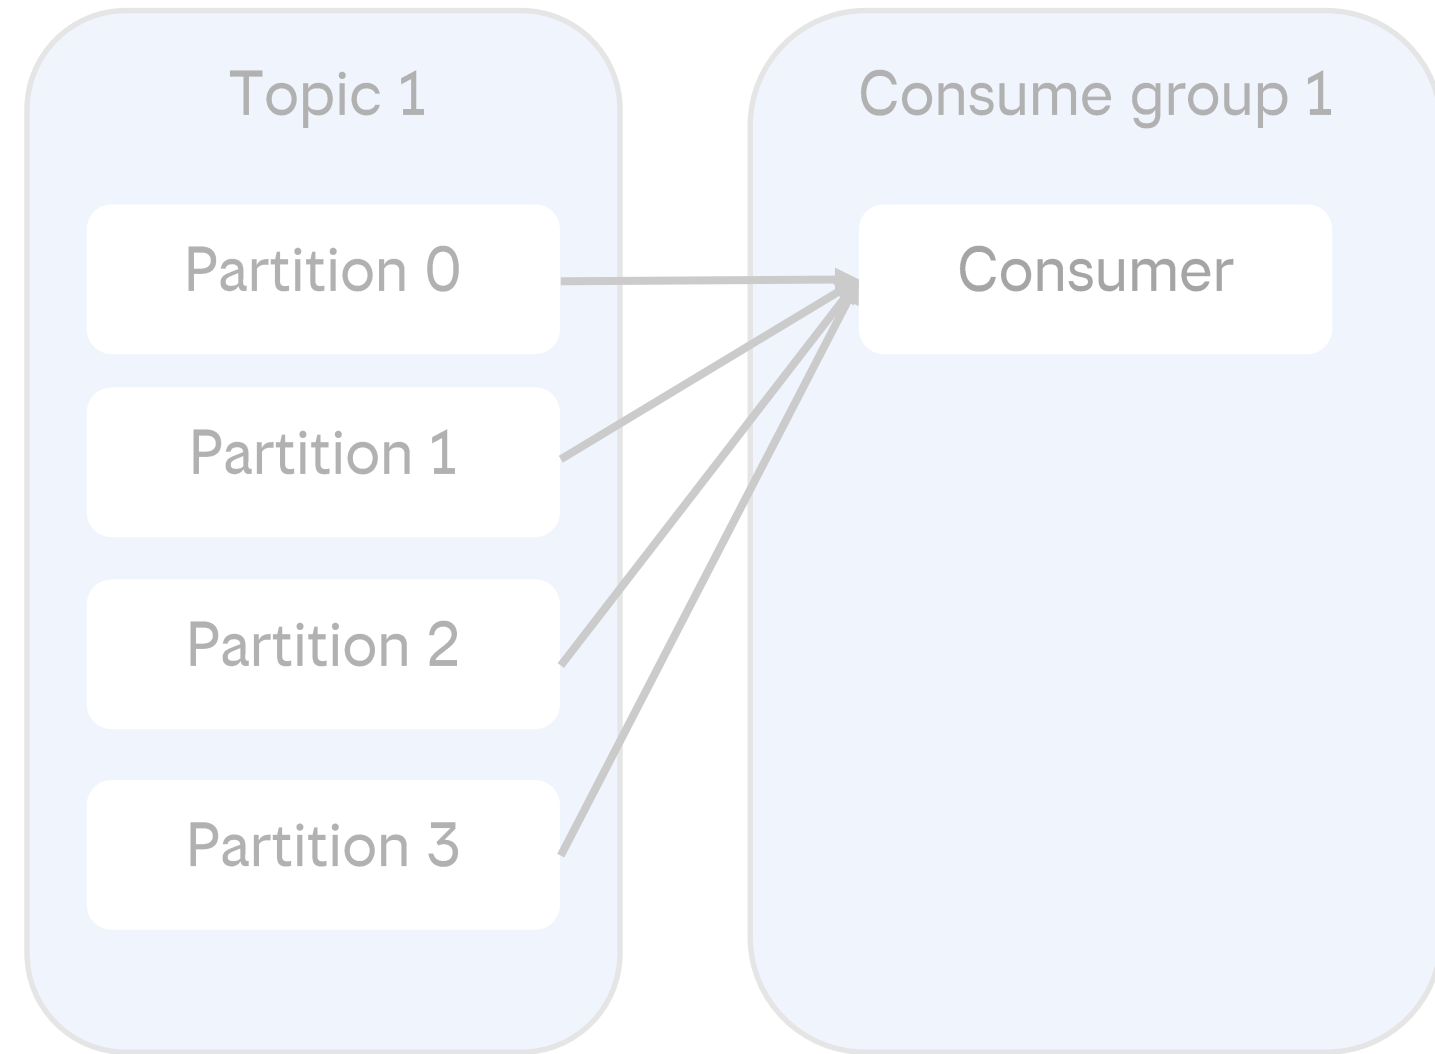 Topic 1
Partition 0
Partition 1
Partition 2
Partition 3
Consume group 1
Consumer